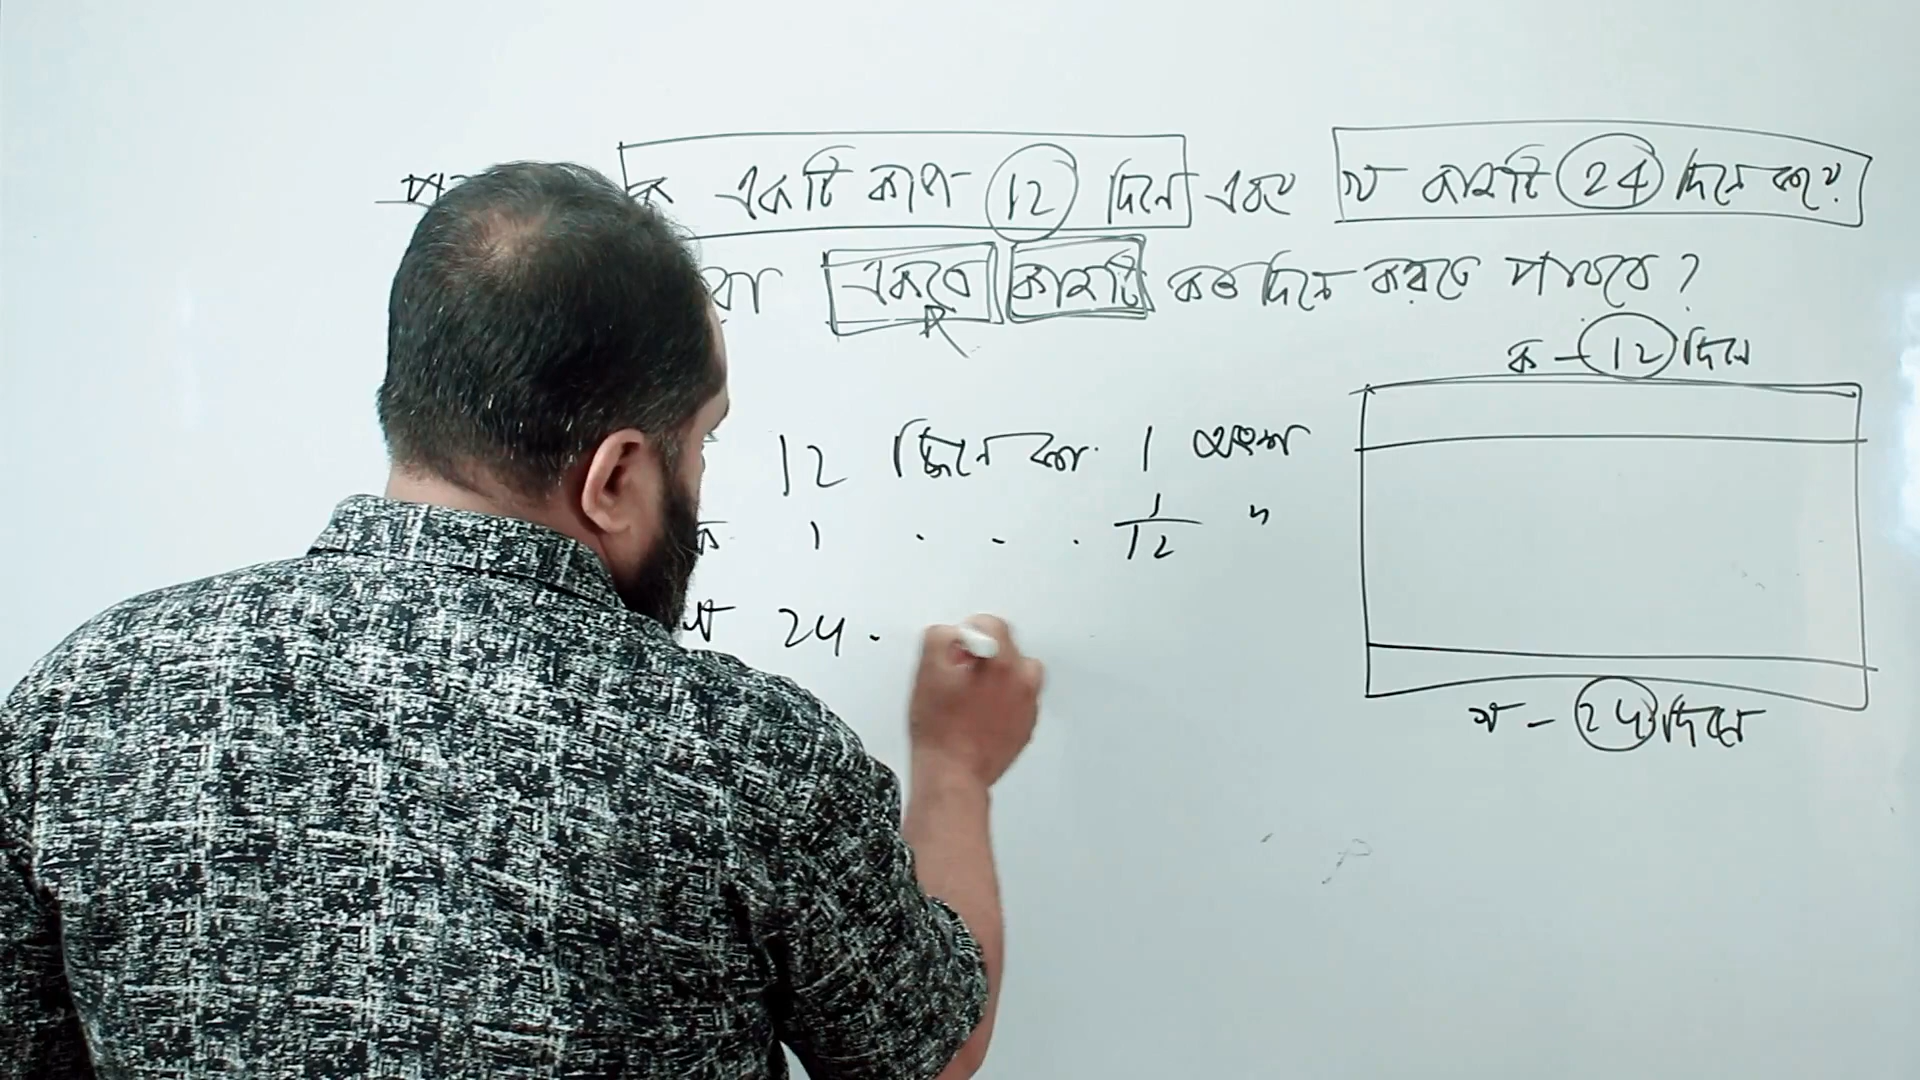 ক একটি কাজ 12 দিনে এবং খ কাজটি 24 দিনে করে।
একত্রে কাজটি কত দিনে করতে পারবে?
ক – 12 দিনে
12 দিনে করে 1 অংশ
ক 1 . . . 1/12 "
খ 24 .
খ – 24 দিনে